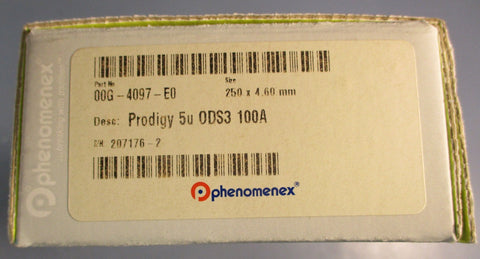 phenomenex®
Part No Size
00G-4097-E0 250 x 4.60 mm
Desc: Prodigy 5u ODS3 100A
S/N: 207176-2
phenomenex®